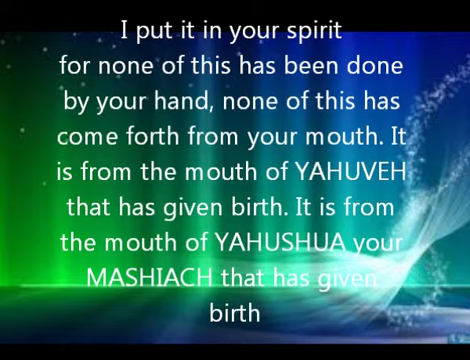 I put it in your spirit
for none of this has been done
by your hand, none of this has
come forth from your mouth. It
is from the mouth of YAHUVEH
that has given birth. It is from
the mouth of YAHUSHUA your
MASHIACH that has given
birth